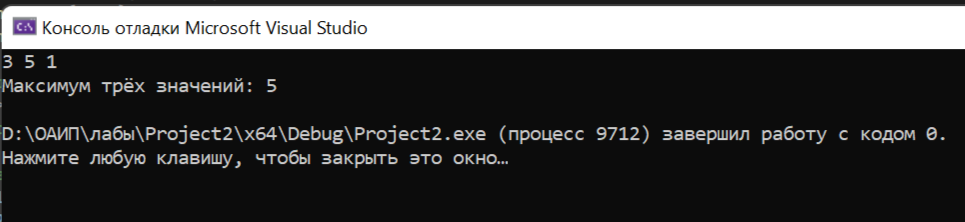 Консоль отладки Microsoft Visual Studio
3 5 1
Максимум трёх значений: 5
D:\ОАИП\лабы\Project2\x64\Debug\Project2.exe (процесс 9712) завершил работу с кодом 0.
Нажмите любую клавишу, чтобы закрыть это окно…